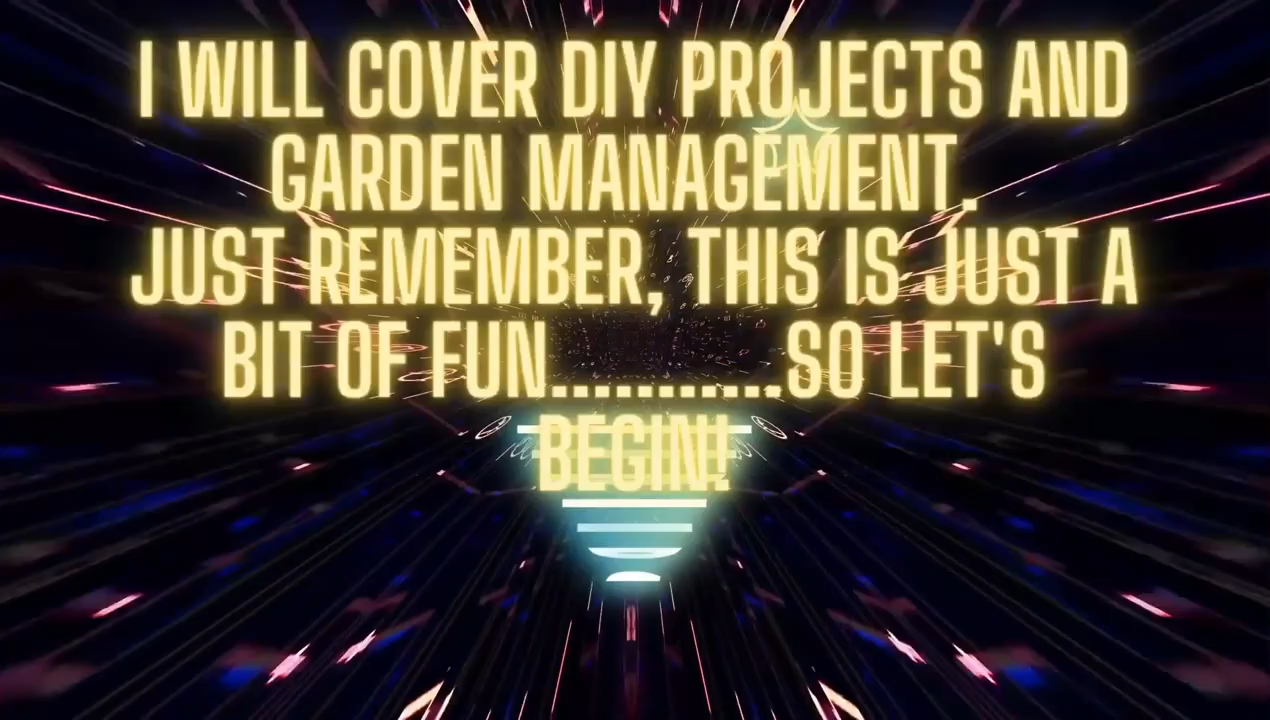 I WILL COVER DIY PROJECTS AND
GARDEN MANAGEMENT.
JUST REMEMBER, THIS IS JUST A
BIT OF FUN...........SO LET'S
BEGIN!